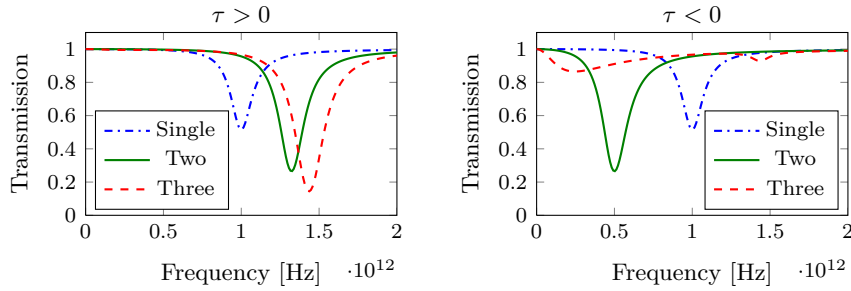 τ > 0
Transmission
1
0.8
0.6
0.4
0.2
0
Single
Two
Three
0 1 1.5 2
Frequency [Hz] ·10^12
τ < 0
Transmission
1
0.8
0.6
0.4
0.2
0
Single
Two
Three
0 0.5 1 1.5 2
Frequency [Hz] ·10^12